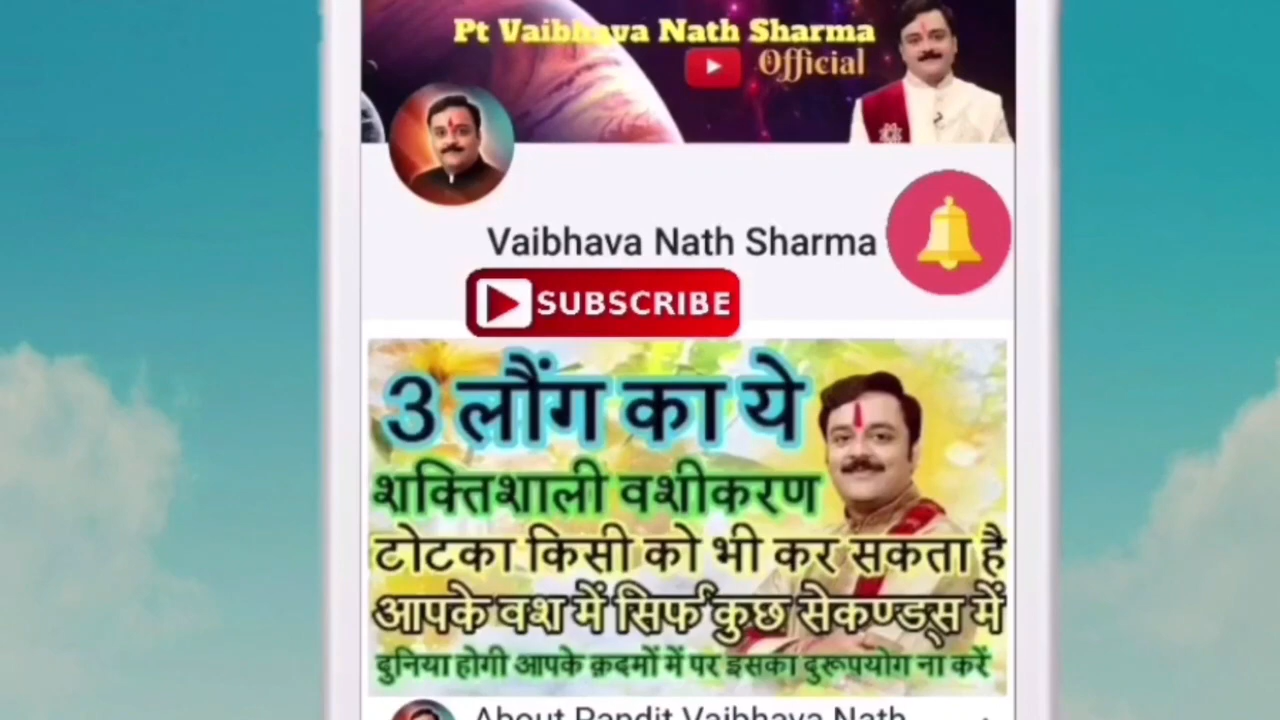 Pt Vaibhava Nath Sharma
Official
Vaibhava Nath Sharma
SUBSCRIBE
3 लौंग का ये
शक्तिशाली वशीकरण
टोटका किसी को भी कर सकता है
आपके वश में सिर्फ कुछ सेकण्ड्स में
दुनिया होगी आपके क़दमों में पर इसका दुरूपयोग ना करें
About Pandit Vaibhava Nath